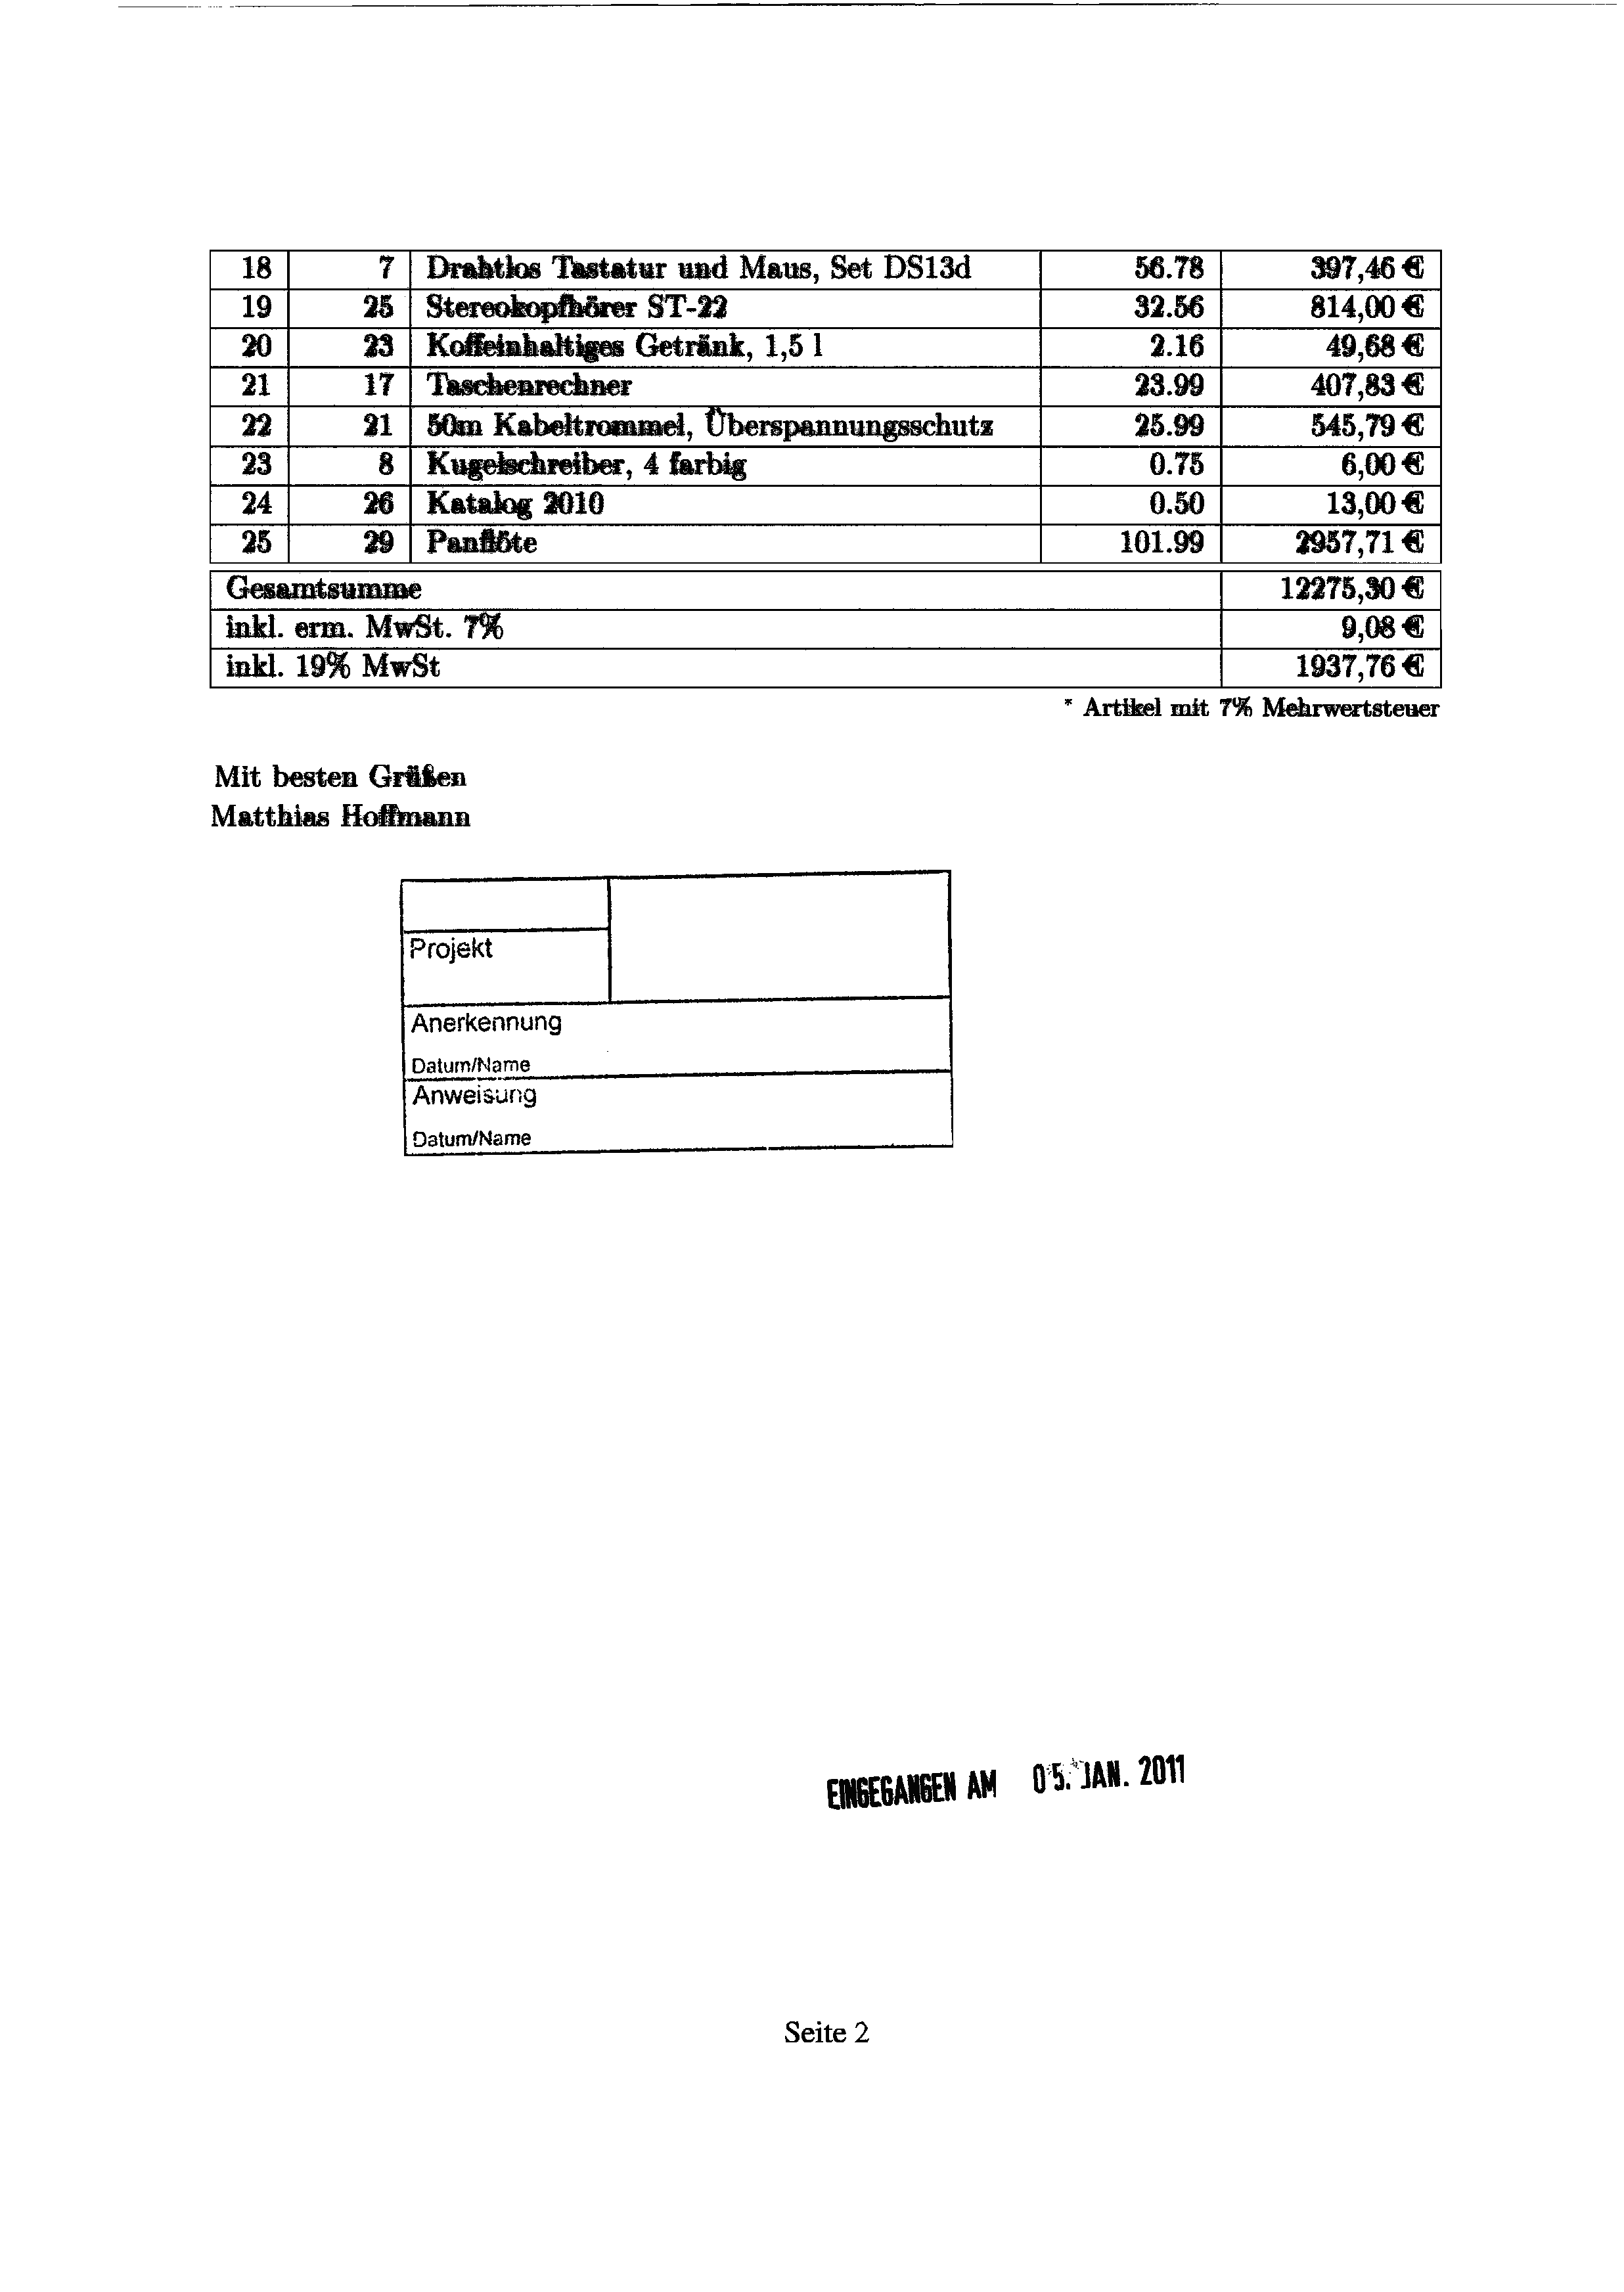 18 7 Drahtlos Tastatur und Maus, Set DS13d 56.78 397,46 €
19 25 Stereokopfhörer ST-22 32.56 814,00 €
20 23 Koffeinhaltiges Getränk, 1,5 l 2.16 49,68 €
21 17 Taschenrechner 23.99 407,83 €
22 21 50m Kabeltrommel, Überspannungsschutz 25.99 545,79 €
23 8 Kugelschreiber, 4 farbig 0.75 6,00 €
24 26 Katalog 2010 0.50 13,00 €
25 29 Panflöte 101.99 2957,71 €
Gesamtsumme 12275,30 €
inkl. erm. MwSt. 7% 9,08 €
inkl. 19% MwSt 1937,76 €
* Artikel mit 7% Mehrwertsteuer
Mit besten Grüßen
Matthias Hoffmann
Projekt
Anerkennung
Datum/Name
Anweisung
Datum/Name
EINGEGANGEN AM 05. JAN. 2011
Seite 2